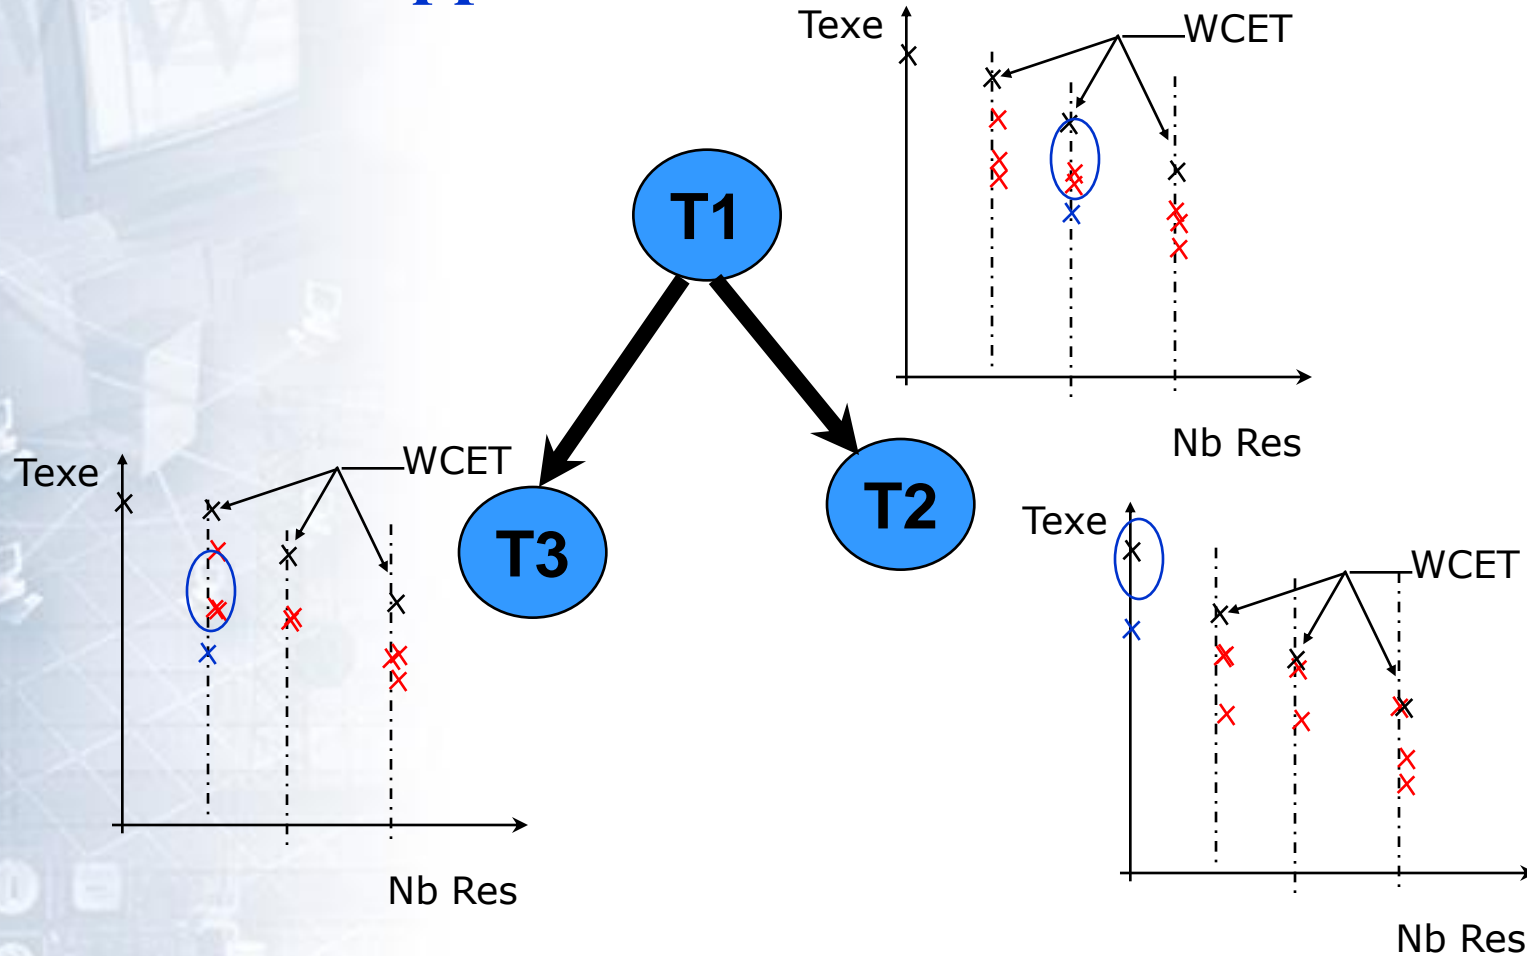 Texe
WCET
T1
Nb Res
Texe
WCET
T3
T2
Texe
WCET
Nb Res
Nb Res